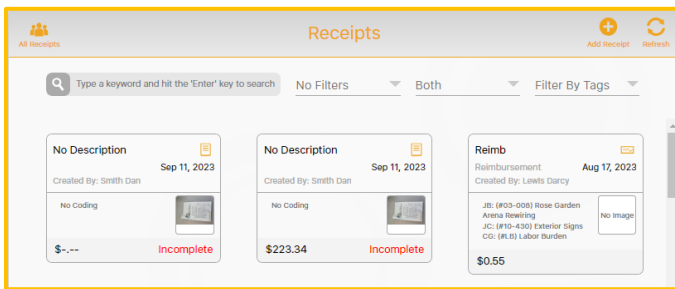 Receipts
All Receipts
Add Receipt
Refresh
Type a keyword and hit the 'Enter' key to search
No Filters
Both
Filter By Tags
No Description
Sep 11, 2023
Created By: Smith Dan
No Coding
$-.--
Incomplete
No Description
Sep 11, 2023
Created By: Smith Dan
No Coding
$223.34
Incomplete
Reimb
Reimbursement
Aug 17, 2023
Created By: Lewis Darcy
JB: (#03-008) Rose Garden
Arena Rewiring
JC: (#10-430) Exterior Signs
CG: (#LB) Labor Burden
No Image
$0.55